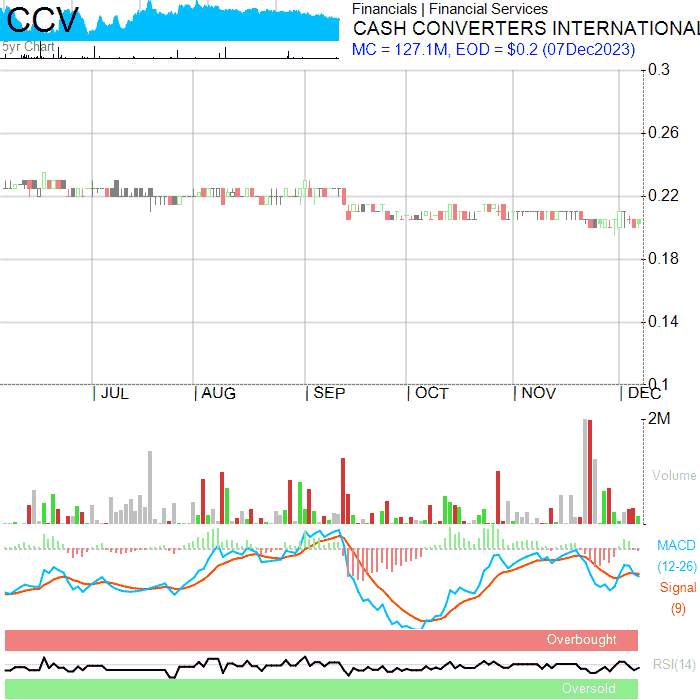 CCV
5yr Chart
Financials | Financial Services
CASH CONVERTERS INTERNATIONAL
MC = 127.1M, EOD = $0.2 (07Dec2023)
0.3
0.26
0.22
0.18
0.14
0.1
JUL AUG SEP OCT NOV DEC
2M
Volume
MACD
(12-26)
Signal
(9)
Overbought
RSI(14)
Oversold